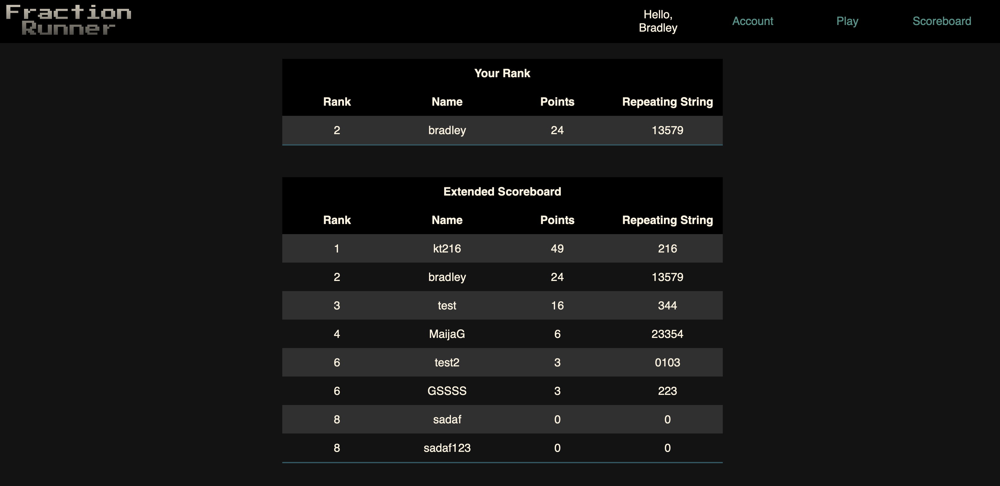 Fraction
Runner
Hello,
Bradley
Account Play Scoreboard
Your Rank
Rank Name Points Repeating String
2 bradley 24 13579
Extended Scoreboard
Rank Name Points Repeating String
1 kt216 49 216
2 bradley 24 13579
3 test 16 344
4 MaijaG 6 23354
6 test2 3 0103
6 GSSSS 3 223
8 sadaf 0 0
8 sadaf123 0 0